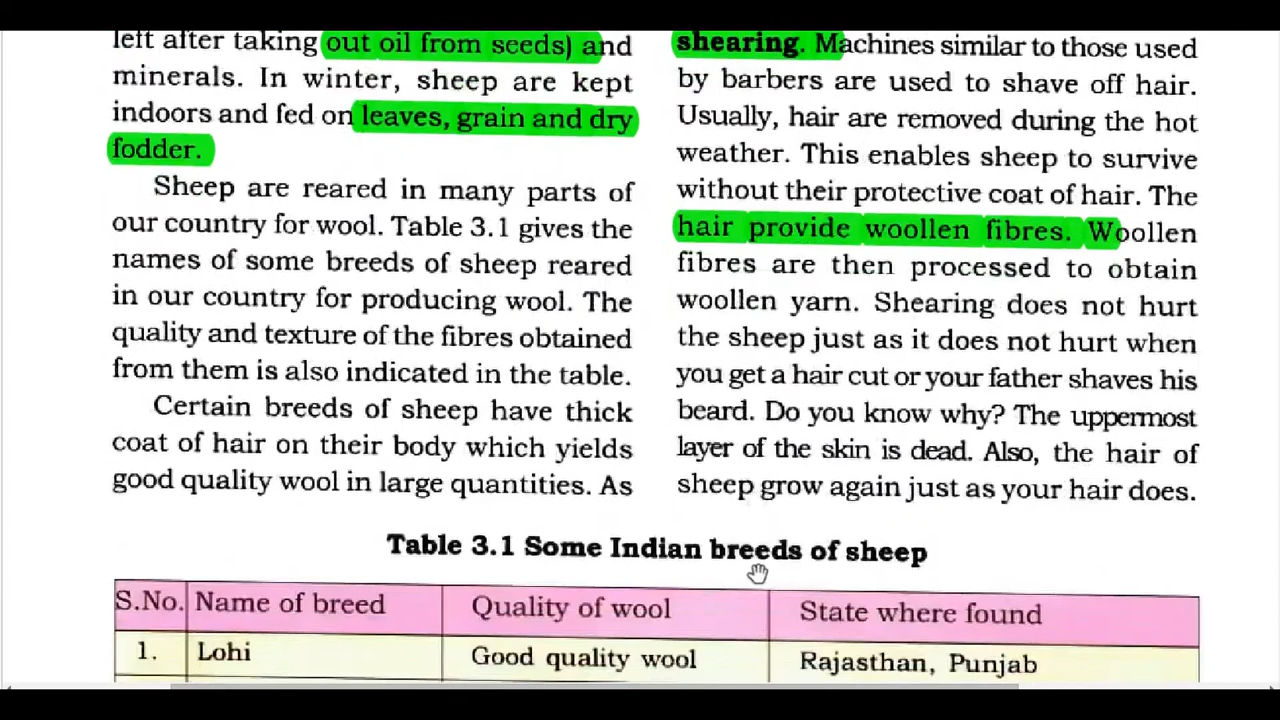 left after taking out oil from seeds) and
minerals. In winter, sheep are kept
indoors and fed on leaves, grain and dry
fodder.
Sheep are reared in many parts of
our country for wool. Table 3.1 gives the
names of some breeds of sheep reared
in our country for producing wool. The
quality and texture of the fibres obtained
from them is also indicated in the table.
Certain breeds of sheep have thick
coat of hair on their body which yields
good quality wool in large quantities. As
shearing. Machines similar to those used
by barbers are used to shave off hair.
Usually, hair are removed during the hot
weather. This enables sheep to survive
without their protective coat of hair. The
hair provide woollen fibres. Woollen
fibres are then processed to obtain
woollen yarn. Shearing does not hurt
the sheep just as it does not hurt when
you get a hair cut or your father shaves his
beard. Do you know why? The uppermost
layer of the skin is dead. Also, the hair of
sheep grow again just as your hair does.
Table 3.1 Some Indian breeds of sheep
S.No. Name of breed Quality of wool State where found
1. Lohi Good quality wool Rajasthan, Punjab